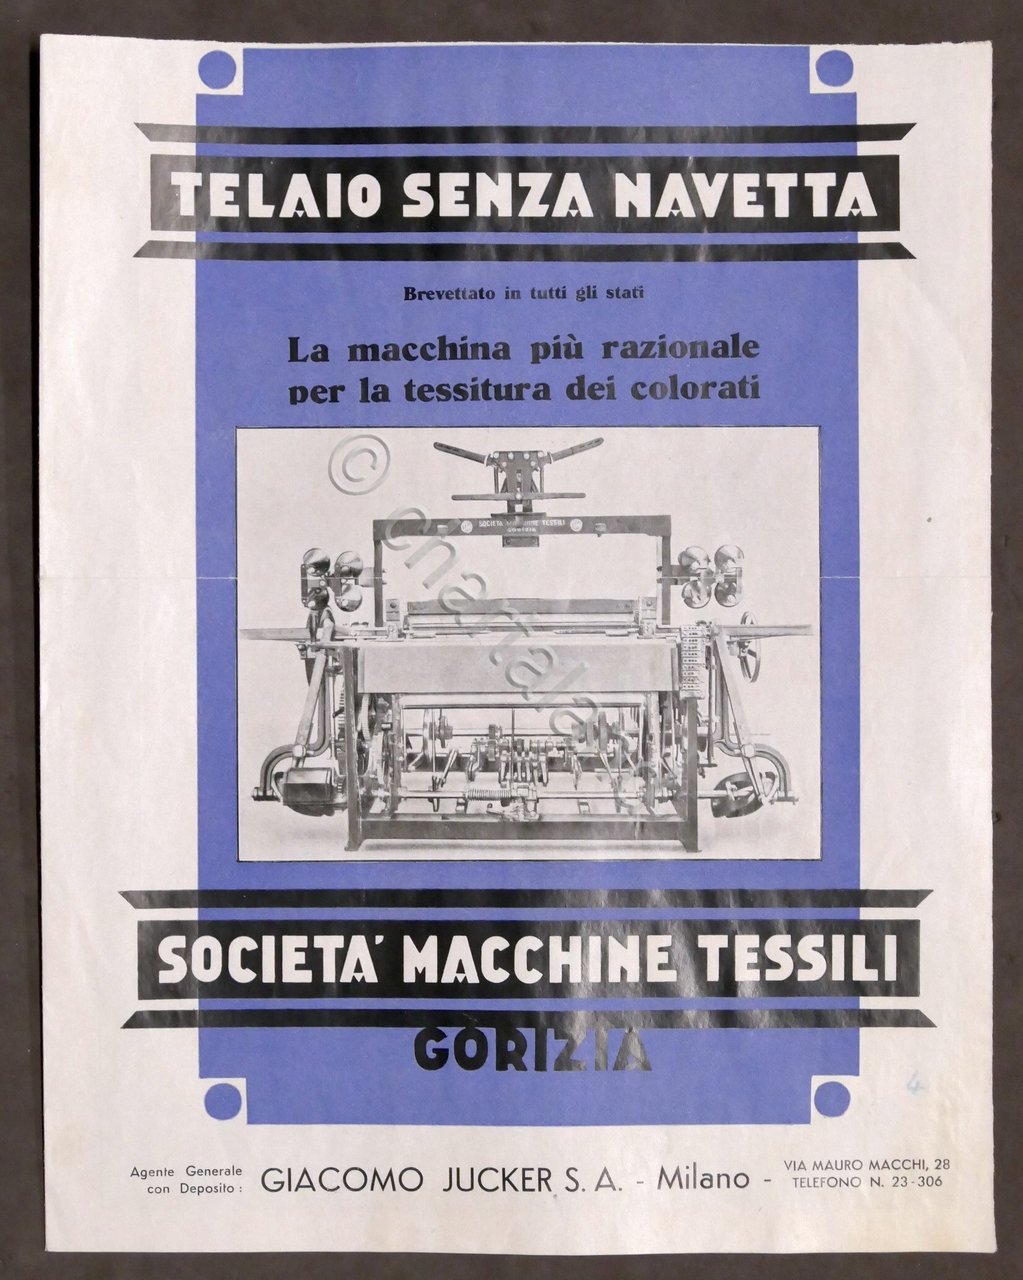 TELAIO SENZA NAVETTA
Brevettato in tutti gli stati
La macchina più razionale
per la tessitura dei colorati
©
SOCIETA MACCHINE TESSILI
GORIZIA
SOCIETA' MACCHINE TESSILI
GORIZIA
4
Agente Generale
con Deposito :
GIACOMO JUCKER S. A. - Milano -
VIA MAURO MACCHI, 28
TELEFONO N. 23-306